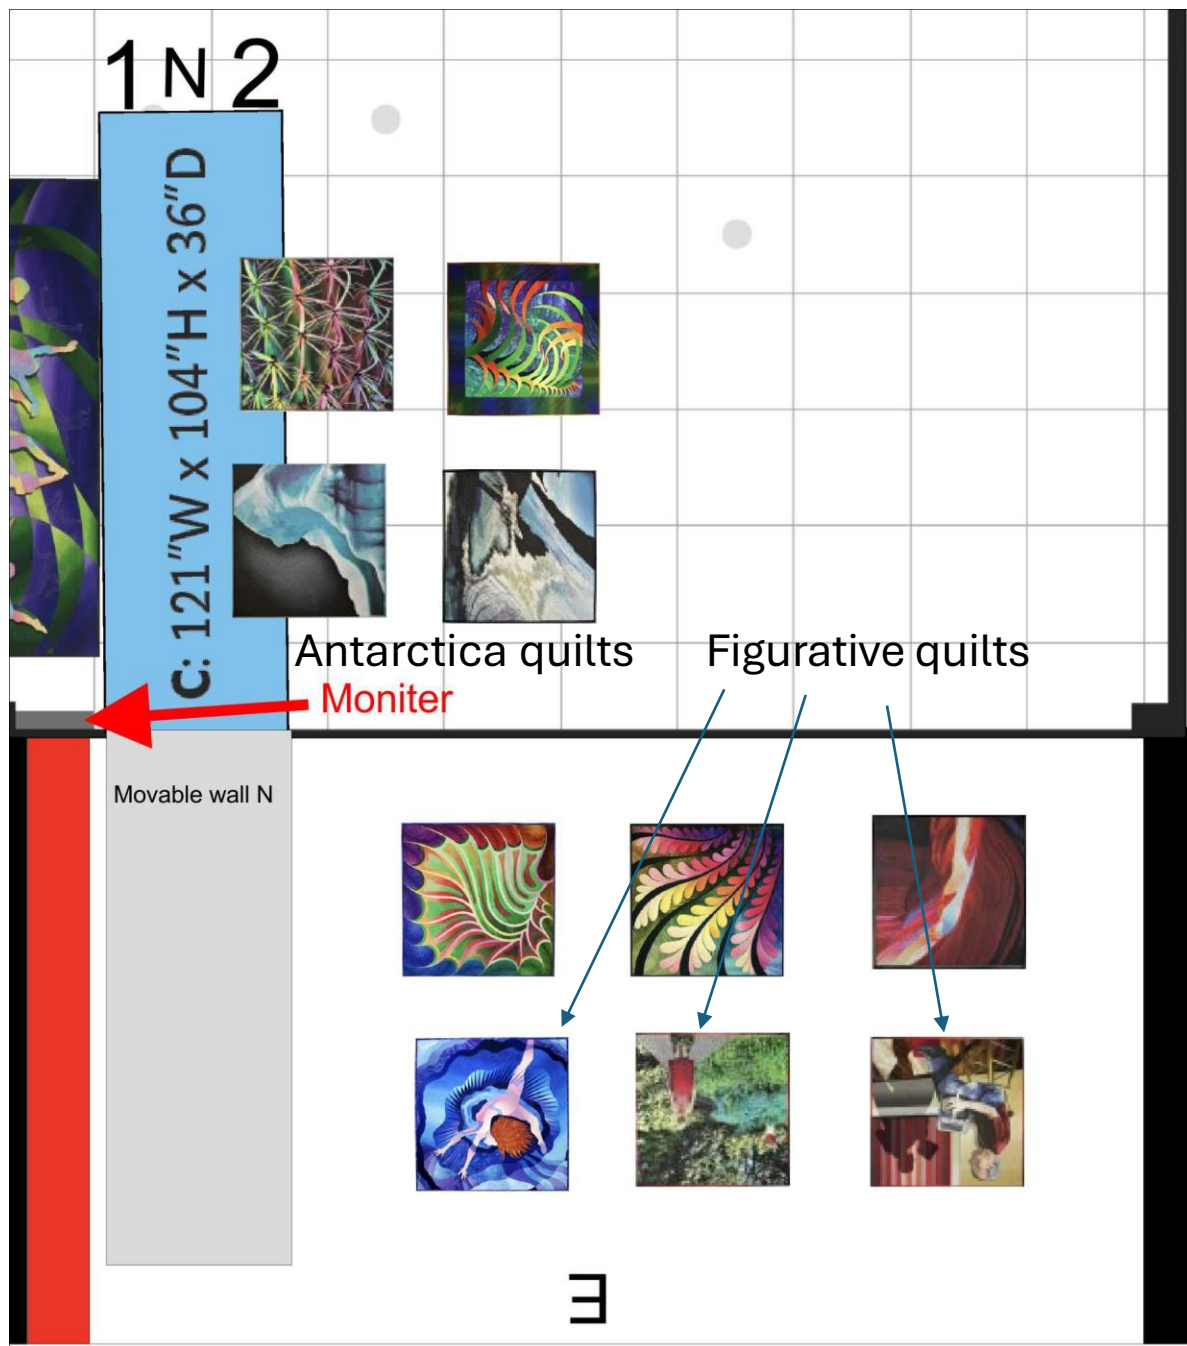 1 N 2
C: 121"W x 104"H x 36"D
Antarctica quilts
Figurative quilts
Moniter
Movable wall N
E